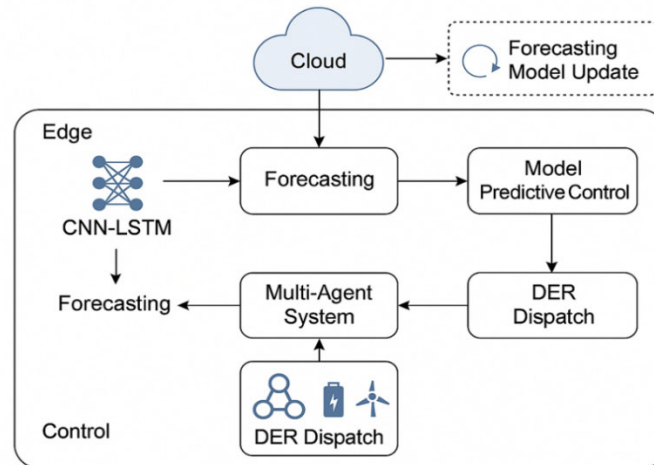 Cloud
Forecasting
Model Update
Edge
CNN-LSTM
Forecasting
Model
Predictive Control
Forecasting
Multi-Agent
System
DER
Dispatch
DER Dispatch
Control